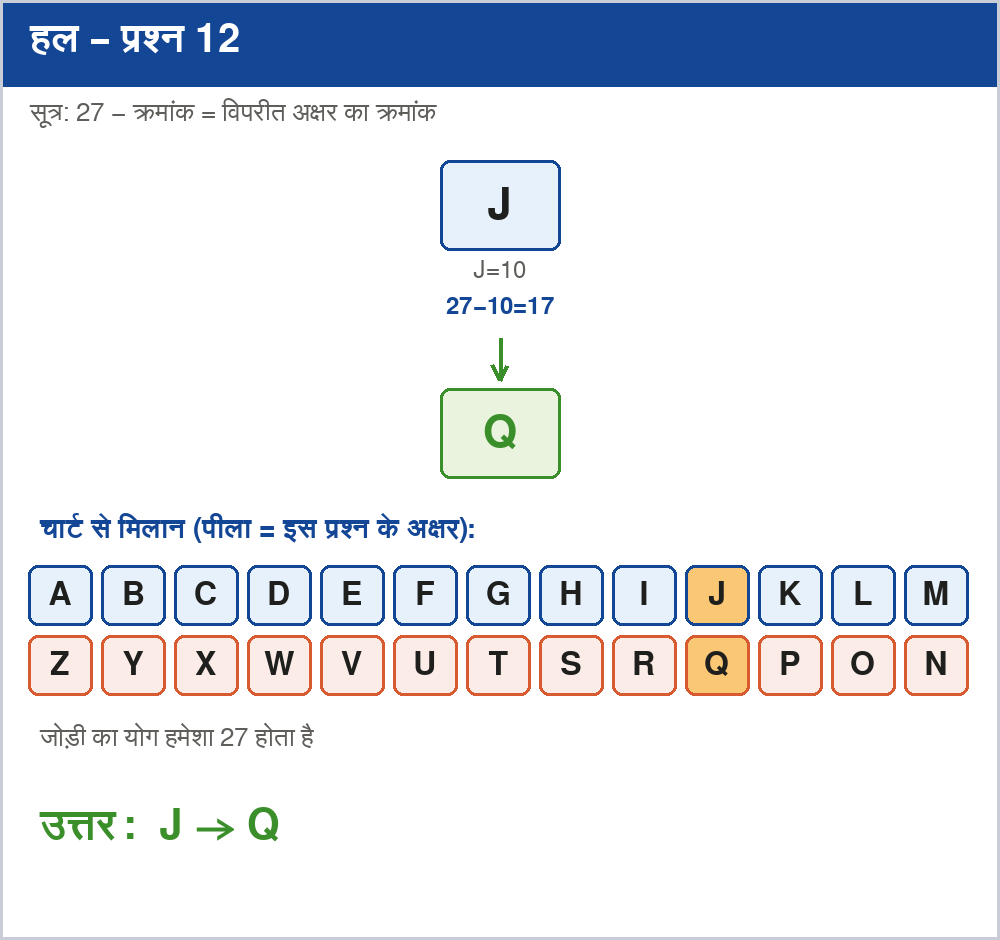 हल – प्रश्न 12
सूत्र: 27 – क्रमांक = विपरीत अक्षर का क्रमांक
J
J=10
27–10=17
Q
चार्ट से मिलान (पीला = इस प्रश्न के अक्षर):
A B C D E F G H I J K L M
Z Y X W V U T S R Q P O N
जोड़ी का योग हमेशा 27 होता है
उत्तर : J → Q